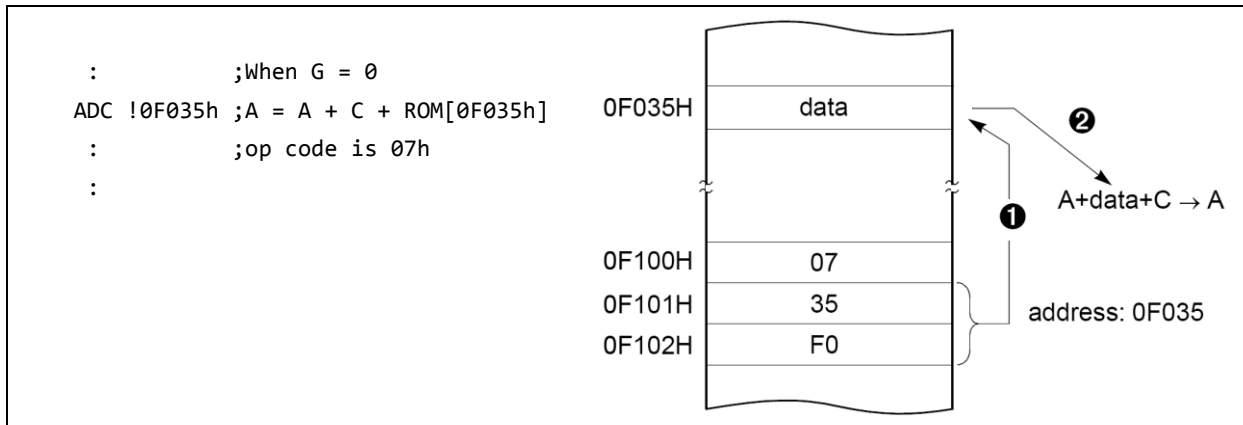 : ;When G = 0
ADC !0F035h ;A = A + C + ROM[0F035h]
: ;op code is 07h
:
0F035H data
❷
A+data+C → A
❶
0F100H 07
0F101H 35
address: 0F035
0F102H F0